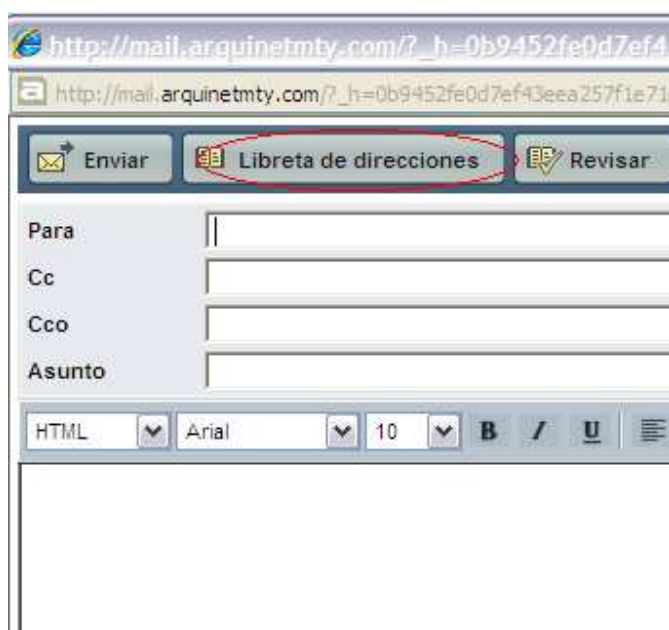 http://mail.arquinetmty.com/?_h=0b9452fe0d7ef4
http://mail.arquinetmty.com/?_h=0b9452fe0d7ef43eea257f1e71
Enviar Libreta de direcciones Revisar
Para
Cc
Cco
Asunto
HTML Arial 10 B I U